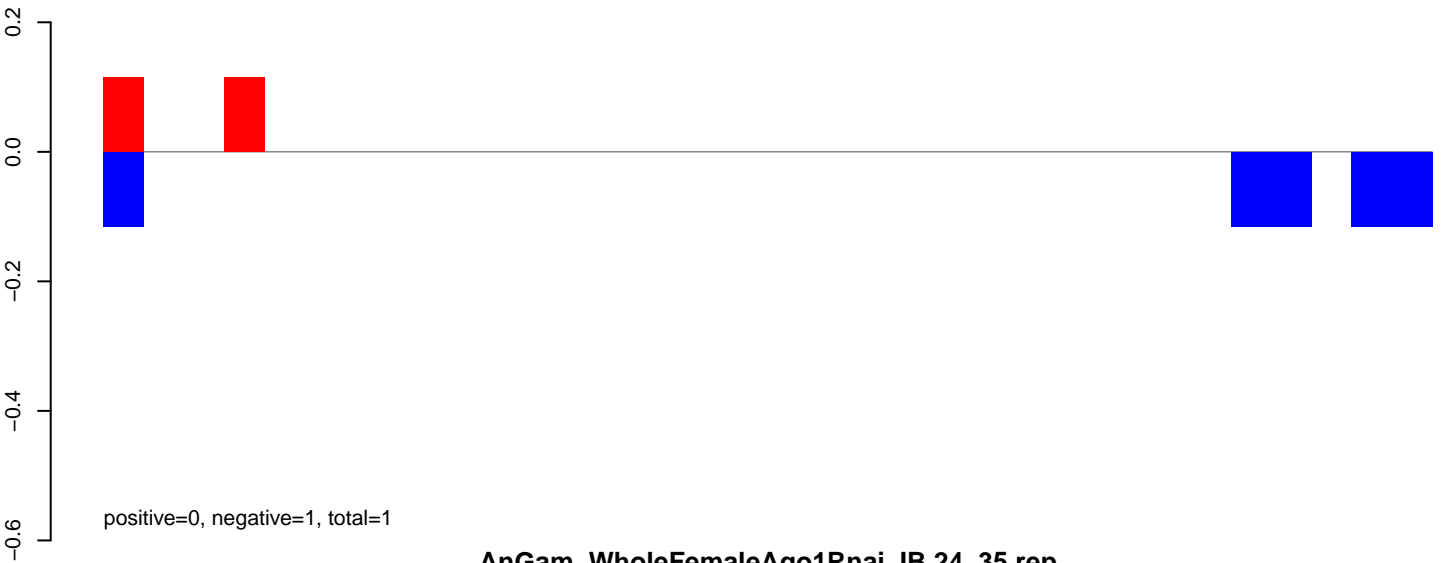 0.2
0.0
−0.2
−0.4
−0.6
positive=0, negative=1, total=1
AnGam_WholeFemaleAgo1Rnai_IB.24_35.rep